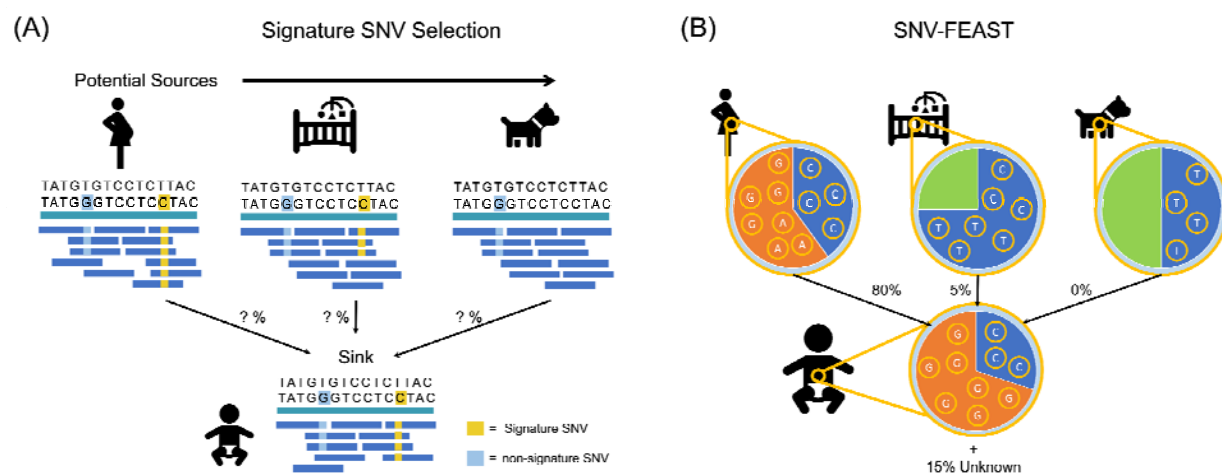 (A)
Signature SNV Selection
Potential Sources
TATGTGTCCTCTTAC
TATGGGTCCTCCTAC
TATGTGTCCTCTTAC
TATGGGTCCTCCTAC
TATGTGTCCTCTTAC
TATGGGTCCTCCTAC
? %
? %
? %
Sink
TATGTGTCCTCTTAC
TATGGGTCCTCCTAC
= Signature SNV
= non-signature SNV
(B)
SNV-FEAST
G
C
C
G
G
C
C
G
A
C
A
A
C
C
C
T
T
T
T
T
T
T
T
I
80%
5%
0%
G
C
C
C
G
G
G
G
G
G
G
+
15% Unknown